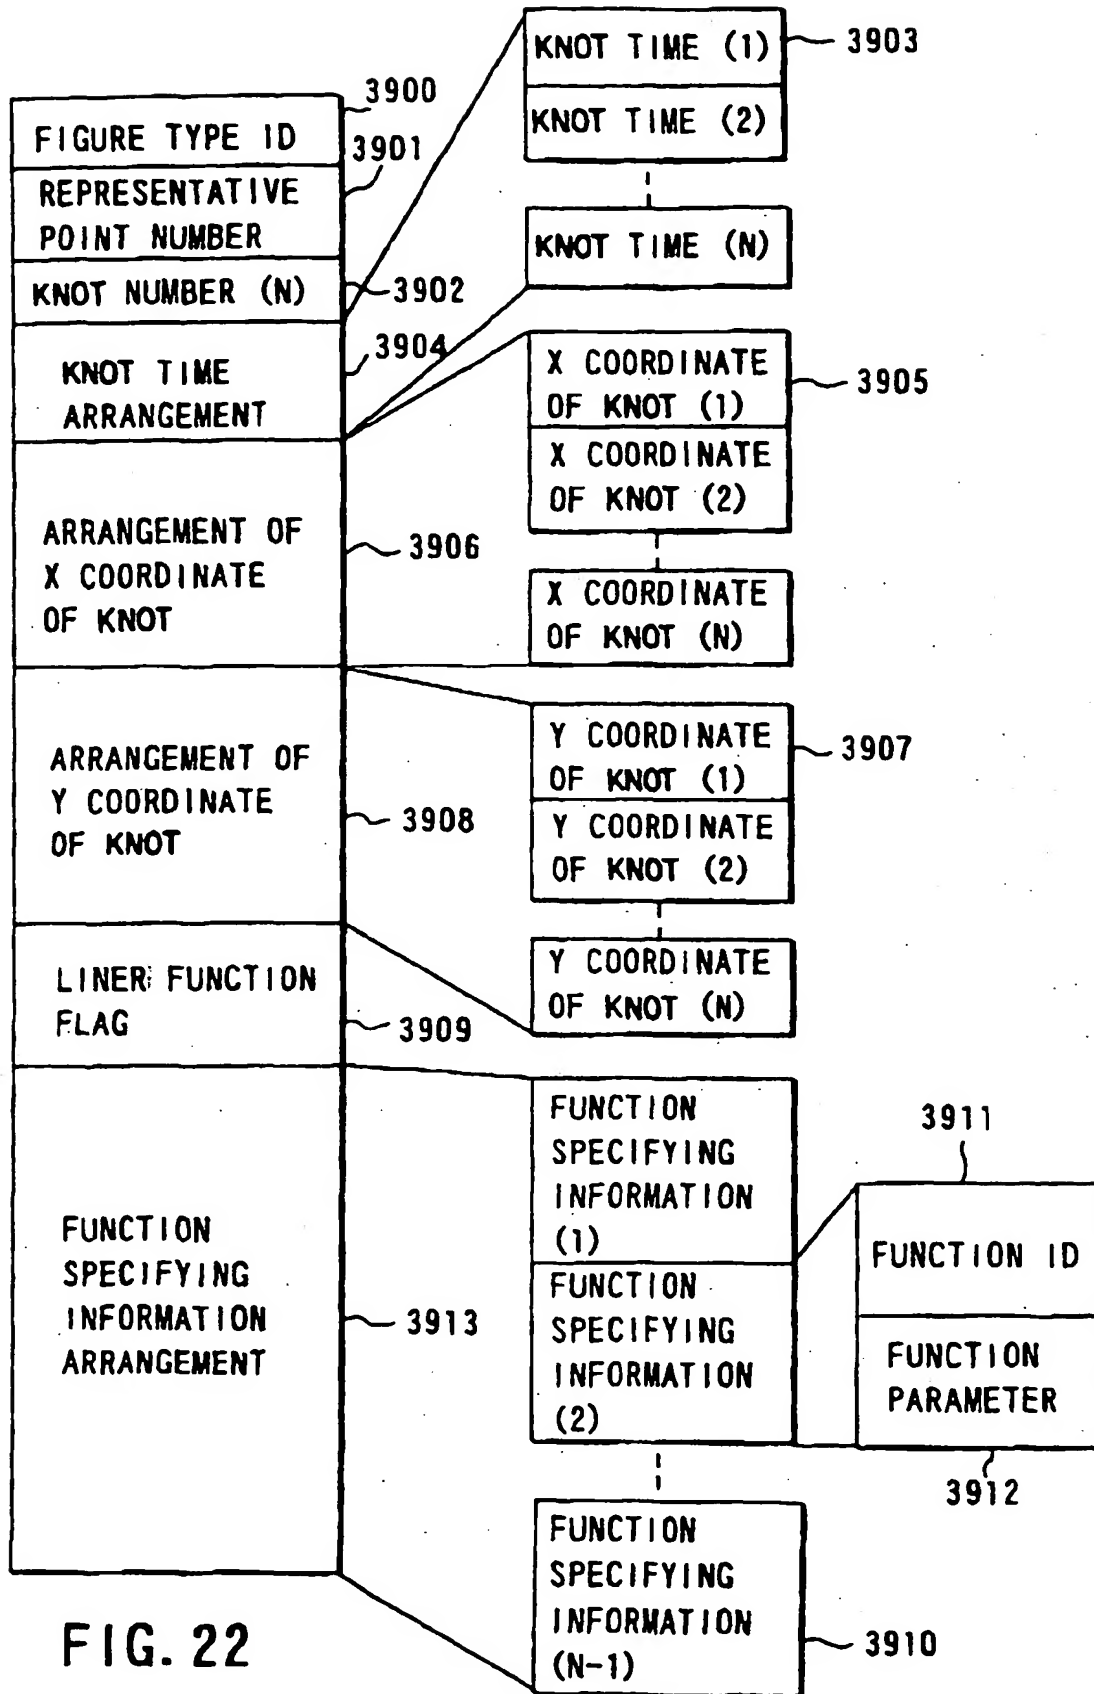 3900
FIGURE TYPE ID
3901
REPRESENTATIVE
POINT NUMBER
KNOT NUMBER (N)
3902
3904
KNOT TIME
ARRANGEMENT
ARRANGEMENT OF
X COORDINATE
OF KNOT
3906
ARRANGEMENT OF
Y COORDINATE
OF KNOT
3908
LINER FUNCTION
FLAG
3909
FUNCTION
SPECIFYING
INFORMATION
ARRANGEMENT
3913
KNOT TIME (1)
3903
KNOT TIME (2)
KNOT TIME (N)
X COORDINATE
OF KNOT (1)
3905
X COORDINATE
OF KNOT (2)
X COORDINATE
OF KNOT (N)
Y COORDINATE
OF KNOT (1)
3907
Y COORDINATE
OF KNOT (2)
Y COORDINATE
OF KNOT (N)
FUNCTION
SPECIFYING
INFORMATION
(1)
FUNCTION
SPECIFYING
INFORMATION
(2)
FUNCTION
SPECIFYING
INFORMATION
(N-1)
3910
3911
FUNCTION ID
FUNCTION
PARAMETER
3912
FIG. 22